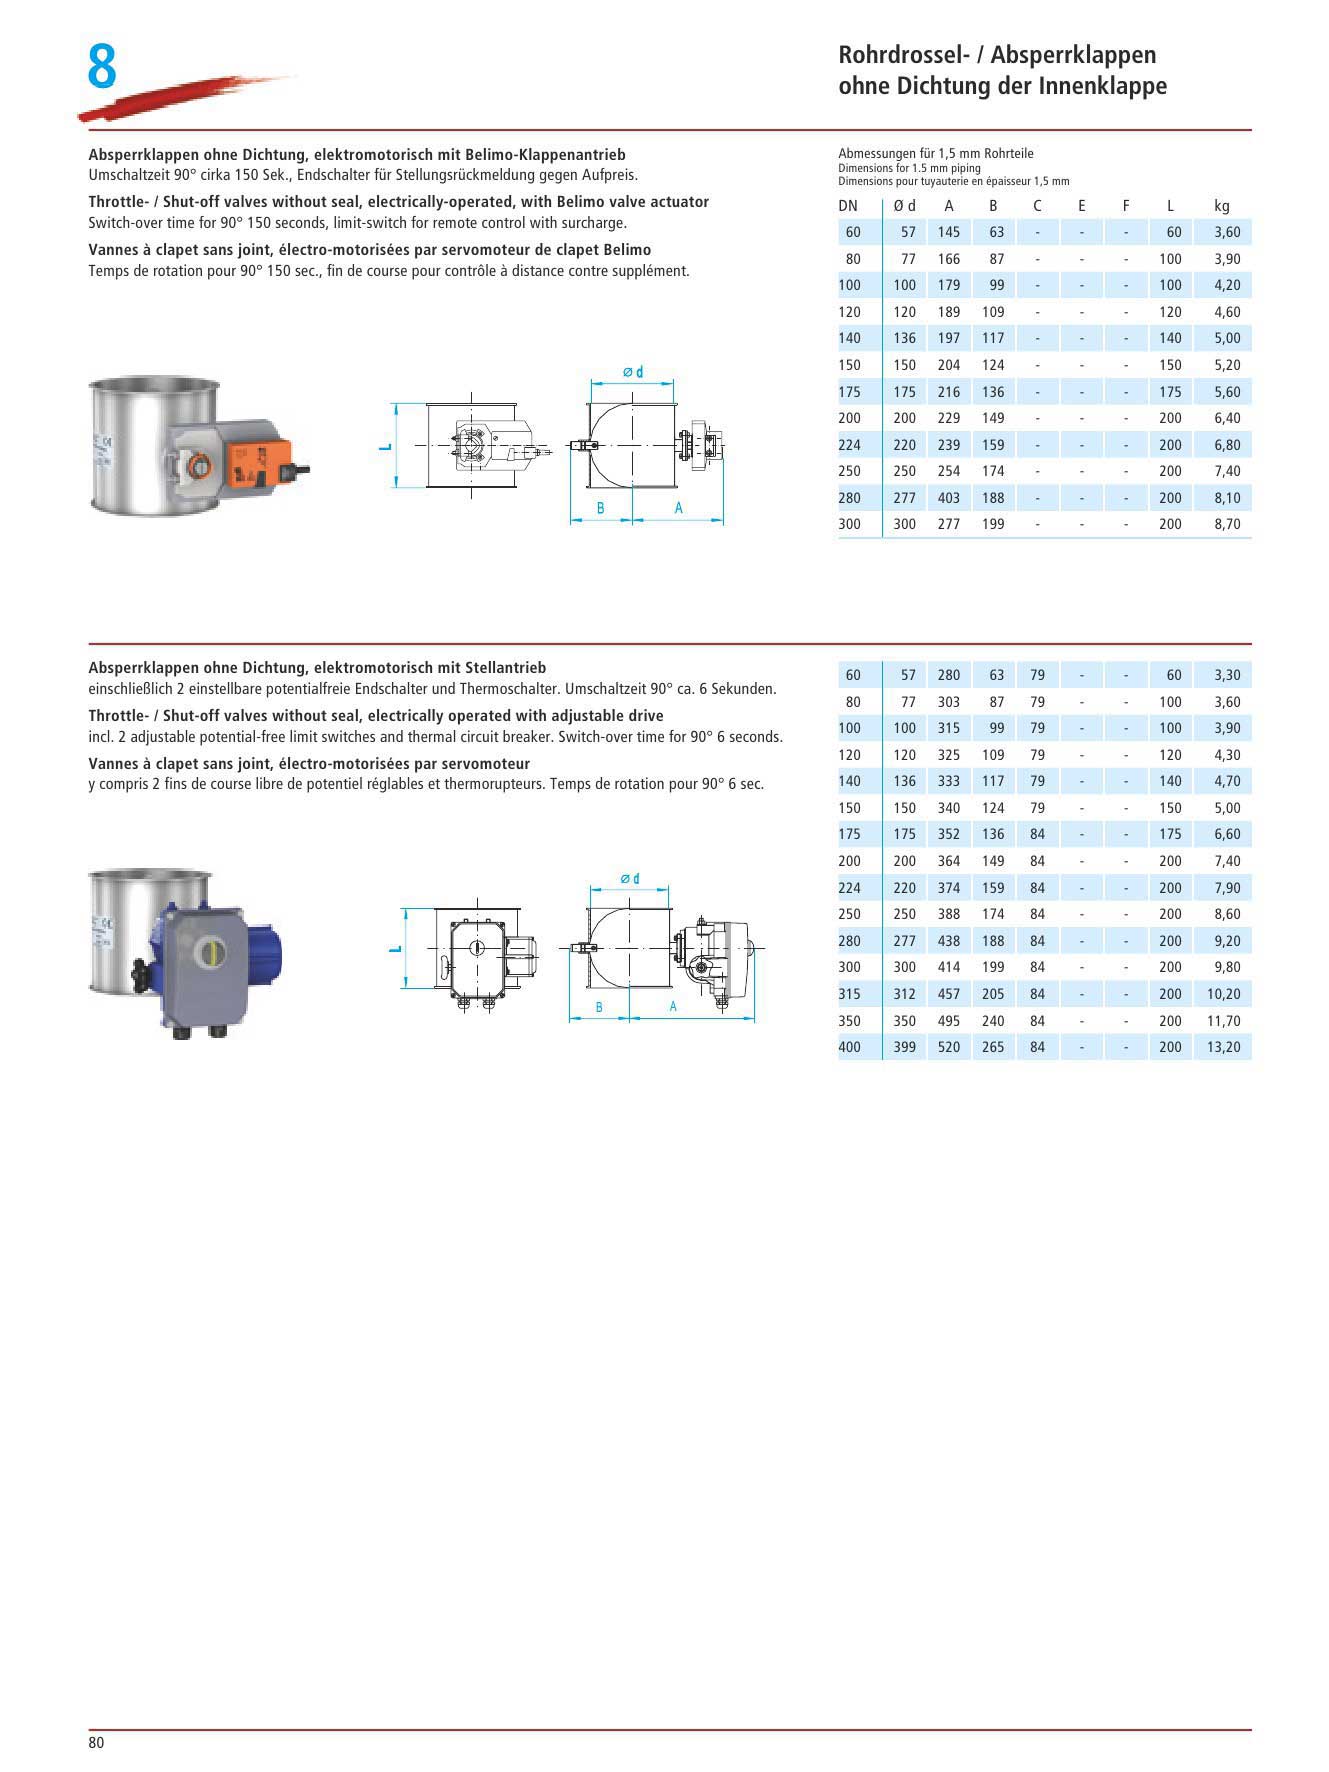 8
Rohrdrossel- / Absperrklappen
ohne Dichtung der Innenklappe
Absperrklappen ohne Dichtung, elektromotorisch mit Belimo-Klappenantrieb
Umschaltzeit 90° cirka 150 Sek., Endschalter für Stellungsrückmeldung gegen Aufpreis.
Throttle- / Shut-off valves without seal, electrically-operated, with Belimo valve actuator
Switch-over time for 90° 150 seconds, limit-switch for remote control with surcharge.
Vannes à clapet sans joint, électro-motorisées par servomoteur de clapet Belimo
Temps de rotation pour 90° 150 sec., fin de course pour contrôle à distance contre supplément.
Ø d
L
B A
Abmessungen für 1,5 mm Rohrteile
Dimensions for 1.5 mm piping
Dimensions pour tuyauterie en épaisseur 1,5 mm
DN Ø d A B C E F L kg
60 57 145 63 - - - 60 3,60
80 77 166 87 - - - 100 3,90
100 100 179 99 - - - 100 4,20
120 120 189 109 - - - 120 4,60
140 136 197 117 - - - 140 5,00
150 150 204 124 - - - 150 5,20
175 175 216 136 - - - 175 5,60
200 200 229 149 - - - 200 6,40
224 220 239 159 - - - 200 6,80
250 250 254 174 - - - 200 7,40
280 277 403 188 - - - 200 8,10
300 300 277 199 - - - 200 8,70
Absperrklappen ohne Dichtung, elektromotorisch mit Stellantrieb
einschließlich 2 einstellbare potentialfreie Endschalter und Thermoschalter. Umschaltzeit 90° ca. 6 Sekunden.
Throttle- / Shut-off valves without seal, electrically operated with adjustable drive
incl. 2 adjustable potential-free limit switches and thermal circuit breaker. Switch-over time for 90° 6 seconds.
Vannes à clapet sans joint, électro-motorisées par servomoteur
y compris 2 fins de course libre de potentiel réglables et thermorupteurs. Temps de rotation pour 90° 6 sec.
Ø d
L
B A
60 57 280 63 79 - - 60 3,30
80 77 303 87 79 - - 100 3,60
100 100 315 99 79 - - 100 3,90
120 120 325 109 79 - - 120 4,30
140 136 333 117 79 - - 140 4,70
150 150 340 124 79 - - 150 5,00
175 175 352 136 84 - - 175 6,60
200 200 364 149 84 - - 200 7,40
224 220 374 159 84 - - 200 7,90
250 250 388 174 84 - - 200 8,60
280 277 438 188 84 - - 200 9,20
300 300 414 199 84 - - 200 9,80
315 312 457 205 84 - - 200 10,20
350 350 495 240 84 - - 200 11,70
400 399 520 265 84 - - 200 13,20
80